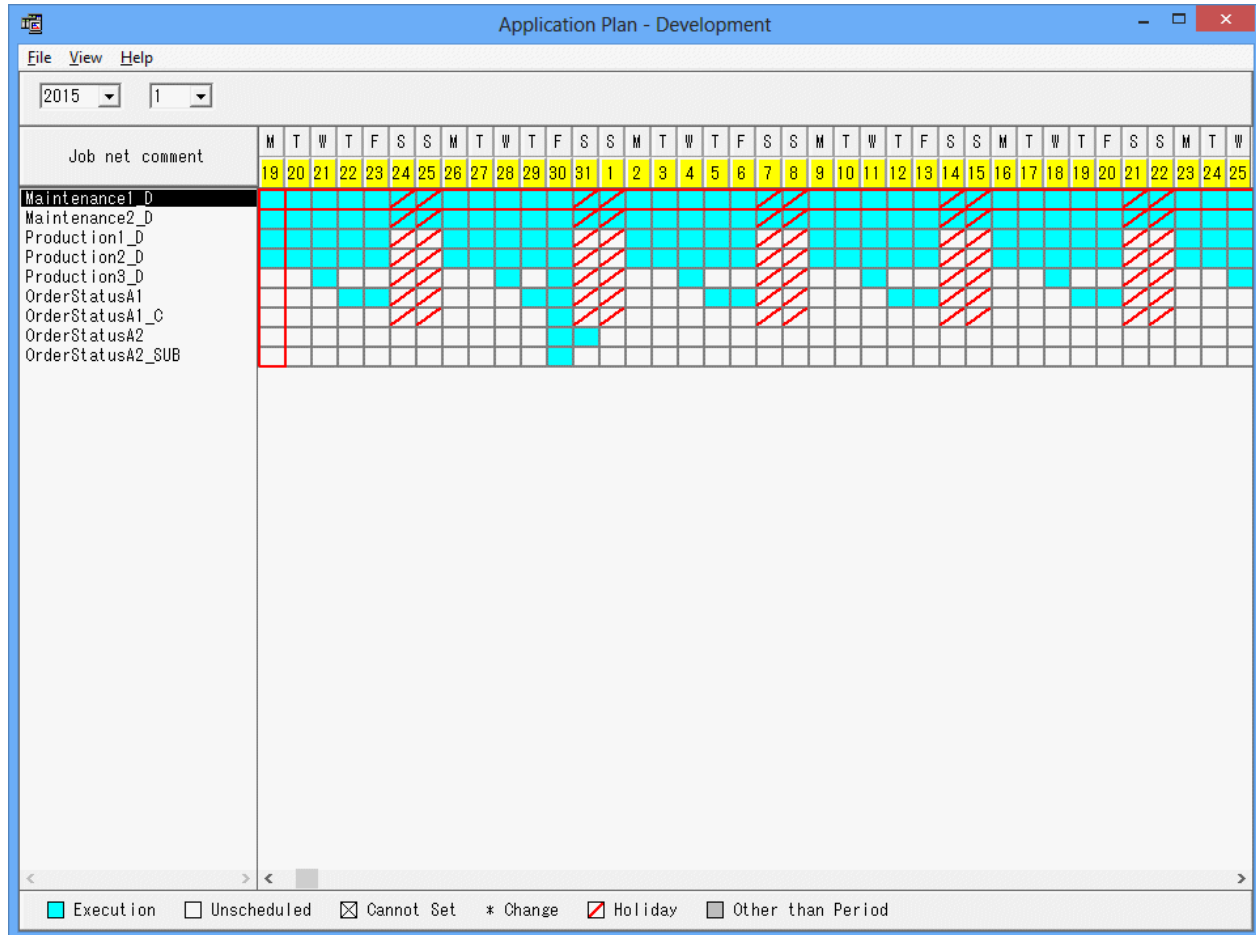 Application Plan - Development
File View Help
2015 1
Job net comment
M T W T F S S M T W T F S S M T W T F S S M T W T F S S M T W T F S S M T W
19 20 21 22 23 24 25 26 27 28 29 30 31 1 2 3 4 5 6 7 8 9 10 11 12 13 14 15 16 17 18 19 20 21 22 23 24 25
Maintenance1_D
Maintenance2_D
Production1_D
Production2_D
Production3_D
OrderStatusA1
OrderStatusA1_C
OrderStatusA2
OrderStatusA2_SUB
Execution Unscheduled Cannot Set * Change Holiday Other than Period